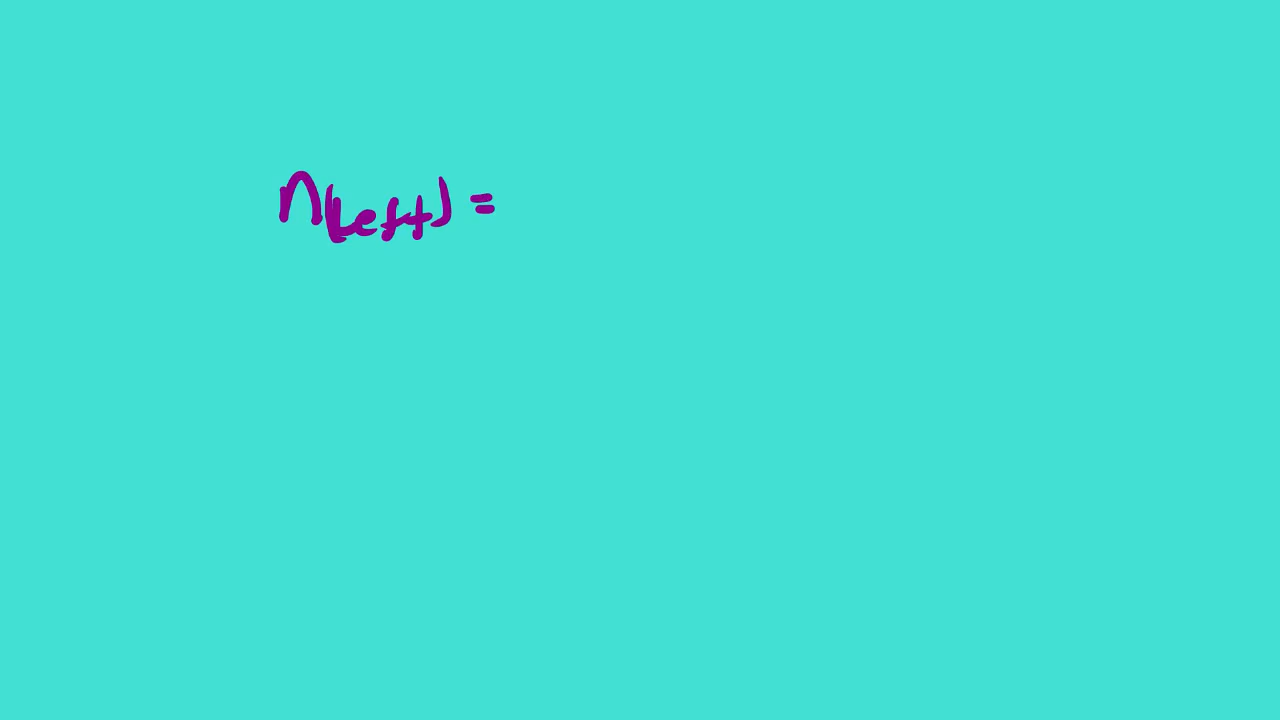 n(Left) =